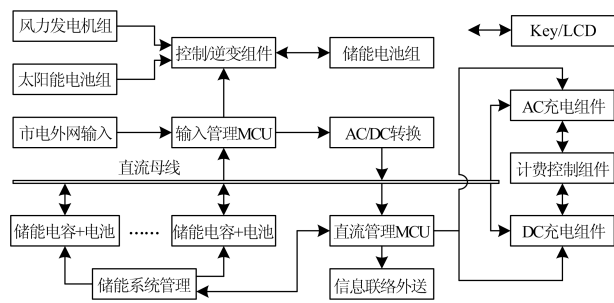 风力发电机组
控制/逆变组件
储能电池组
Key/LCD
太阳能电池组
AC充电组件
市电外网输入
输入管理MCU
AC/DC转换
直流母线
计费控制组件
储能电容+电池
……
储能电容+电池
直流管理MCU
DC充电组件
储能系统管理
信息联络外送